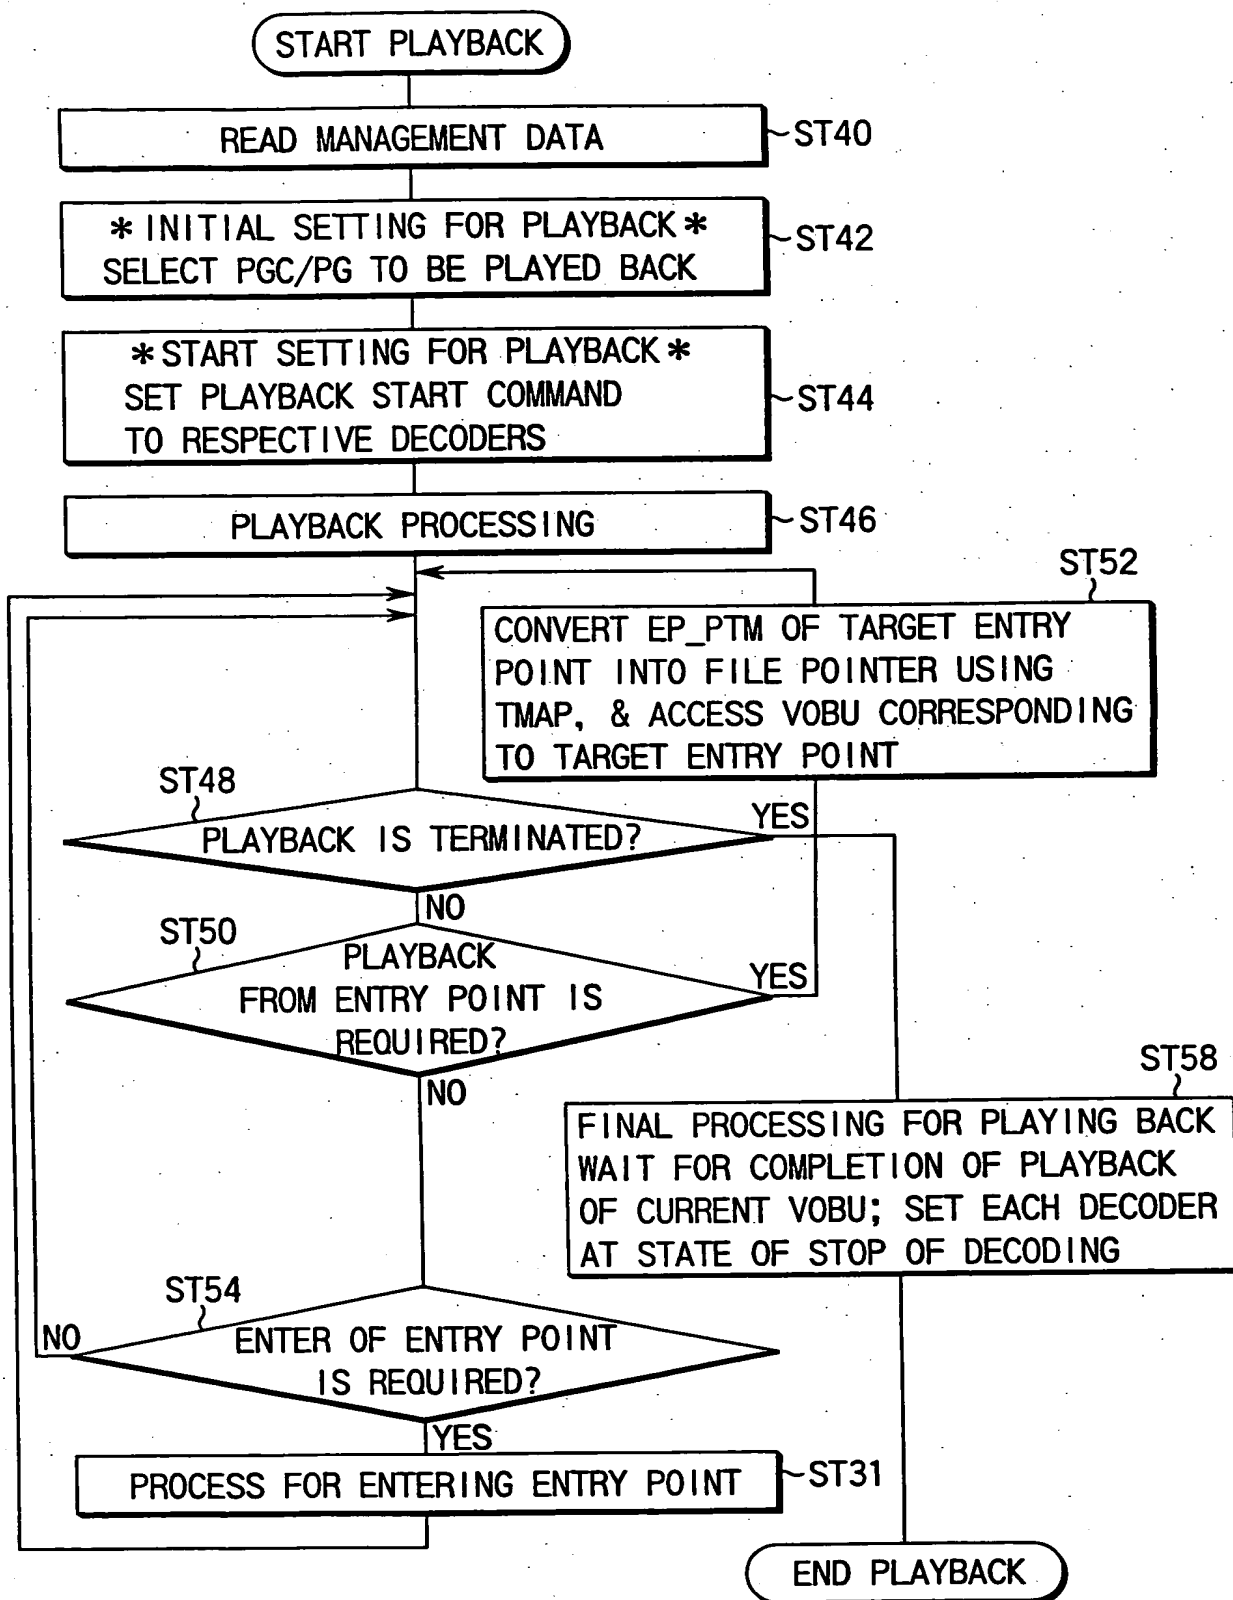 START PLAYBACK
READ MANAGEMENT DATA
ST40
* INITIAL SETTING FOR PLAYBACK *
SELECT PGC/PG TO BE PLAYED BACK
ST42
* START SETTING FOR PLAYBACK *
SET PLAYBACK START COMMAND
TO RESPECTIVE DECODERS
ST44
PLAYBACK PROCESSING
ST46
ST52
CONVERT EP_PTM OF TARGET ENTRY
POINT INTO FILE POINTER USING
TMAP, & ACCESS VOBU CORRESPONDING
TO TARGET ENTRY POINT
ST48
PLAYBACK IS TERMINATED?
YES
NO
ST50
PLAYBACK
FROM ENTRY POINT IS
REQUIRED?
YES
NO
ST58
FINAL PROCESSING FOR PLAYING BACK
WAIT FOR COMPLETION OF PLAYBACK
OF CURRENT VOBU; SET EACH DECODER
AT STATE OF STOP OF DECODING
ST54
NO
ENTER OF ENTRY POINT
IS REQUIRED?
YES
PROCESS FOR ENTERING ENTRY POINT
ST31
END PLAYBACK